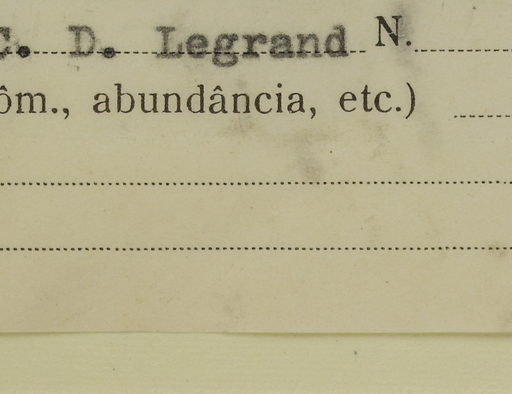 C. D. Legrand N.
ôm., abundância, etc.)